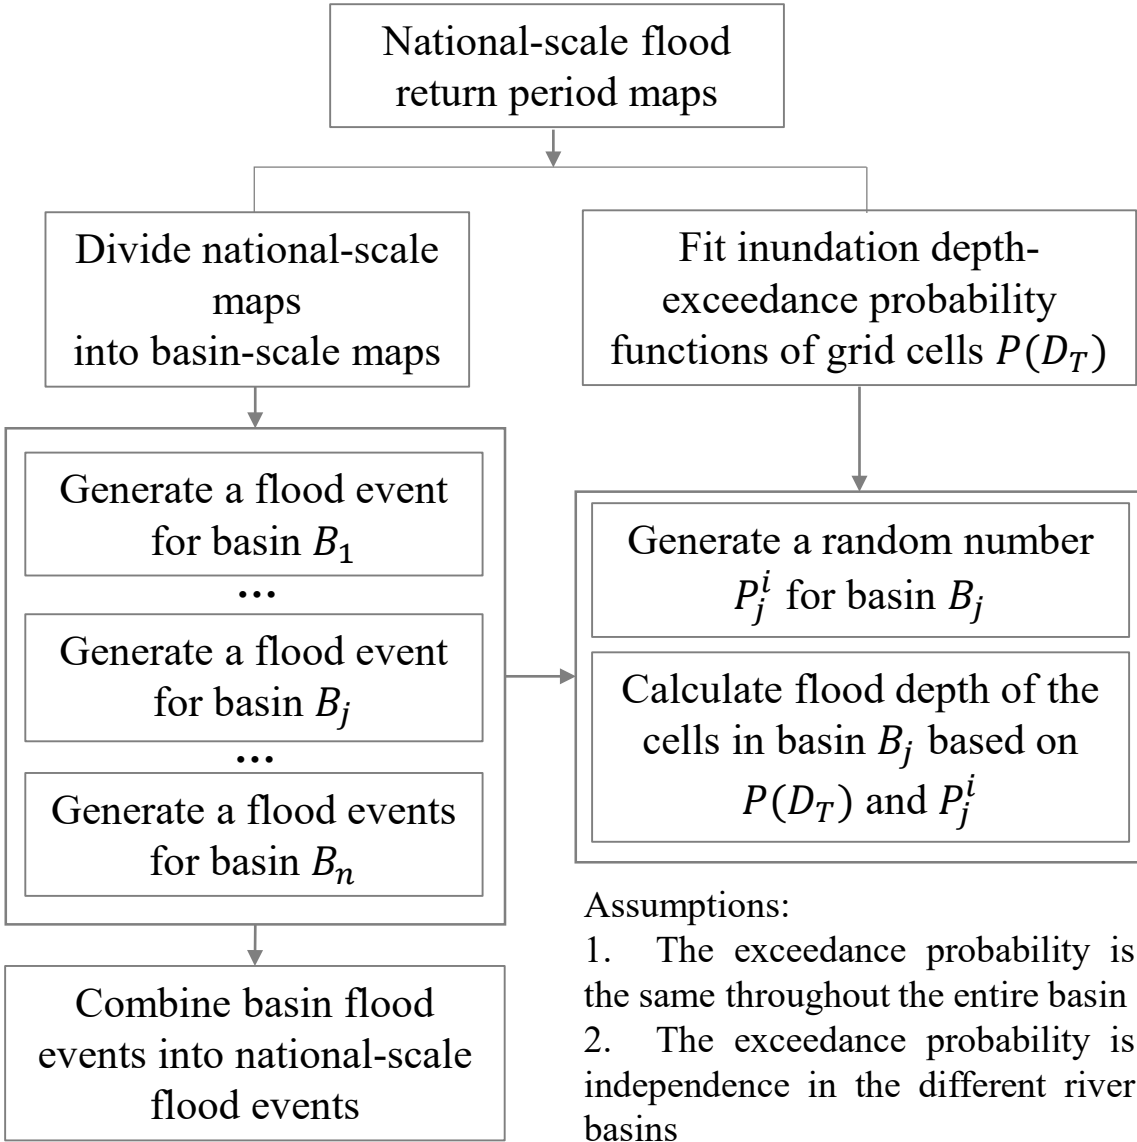 National-scale flood
return period maps
Divide national-scale
maps
into basin-scale maps
Fit inundation depth-
exceedance probability
functions of grid cells P(D_T)
Generate a flood event
for basin B_1
...
Generate a flood event
for basin B_j
...
Generate a flood events
for basin B_n
Combine basin flood
events into national-scale
flood events
Generate a random number
P_j^i for basin B_j
Calculate flood depth of the
cells in basin B_j based on
P(D_T) and P_j^i
Assumptions:
1. The exceedance probability is
the same throughout the entire basin
2. The exceedance probability is
independence in the different river
basins